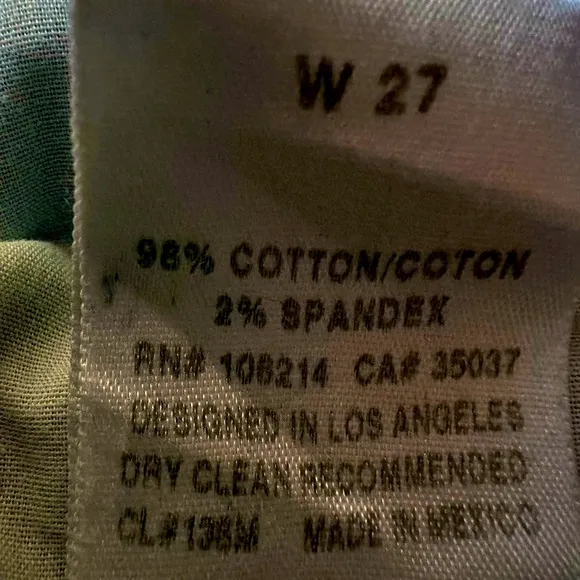 W 27
98% COTTON/COTON
2% SPANDEX
RN# 106214 CA# 35037
DESIGNED IN LOS ANGELES
DRY CLEAN RECOMMENDED
CL#136M MADE IN MEXICO